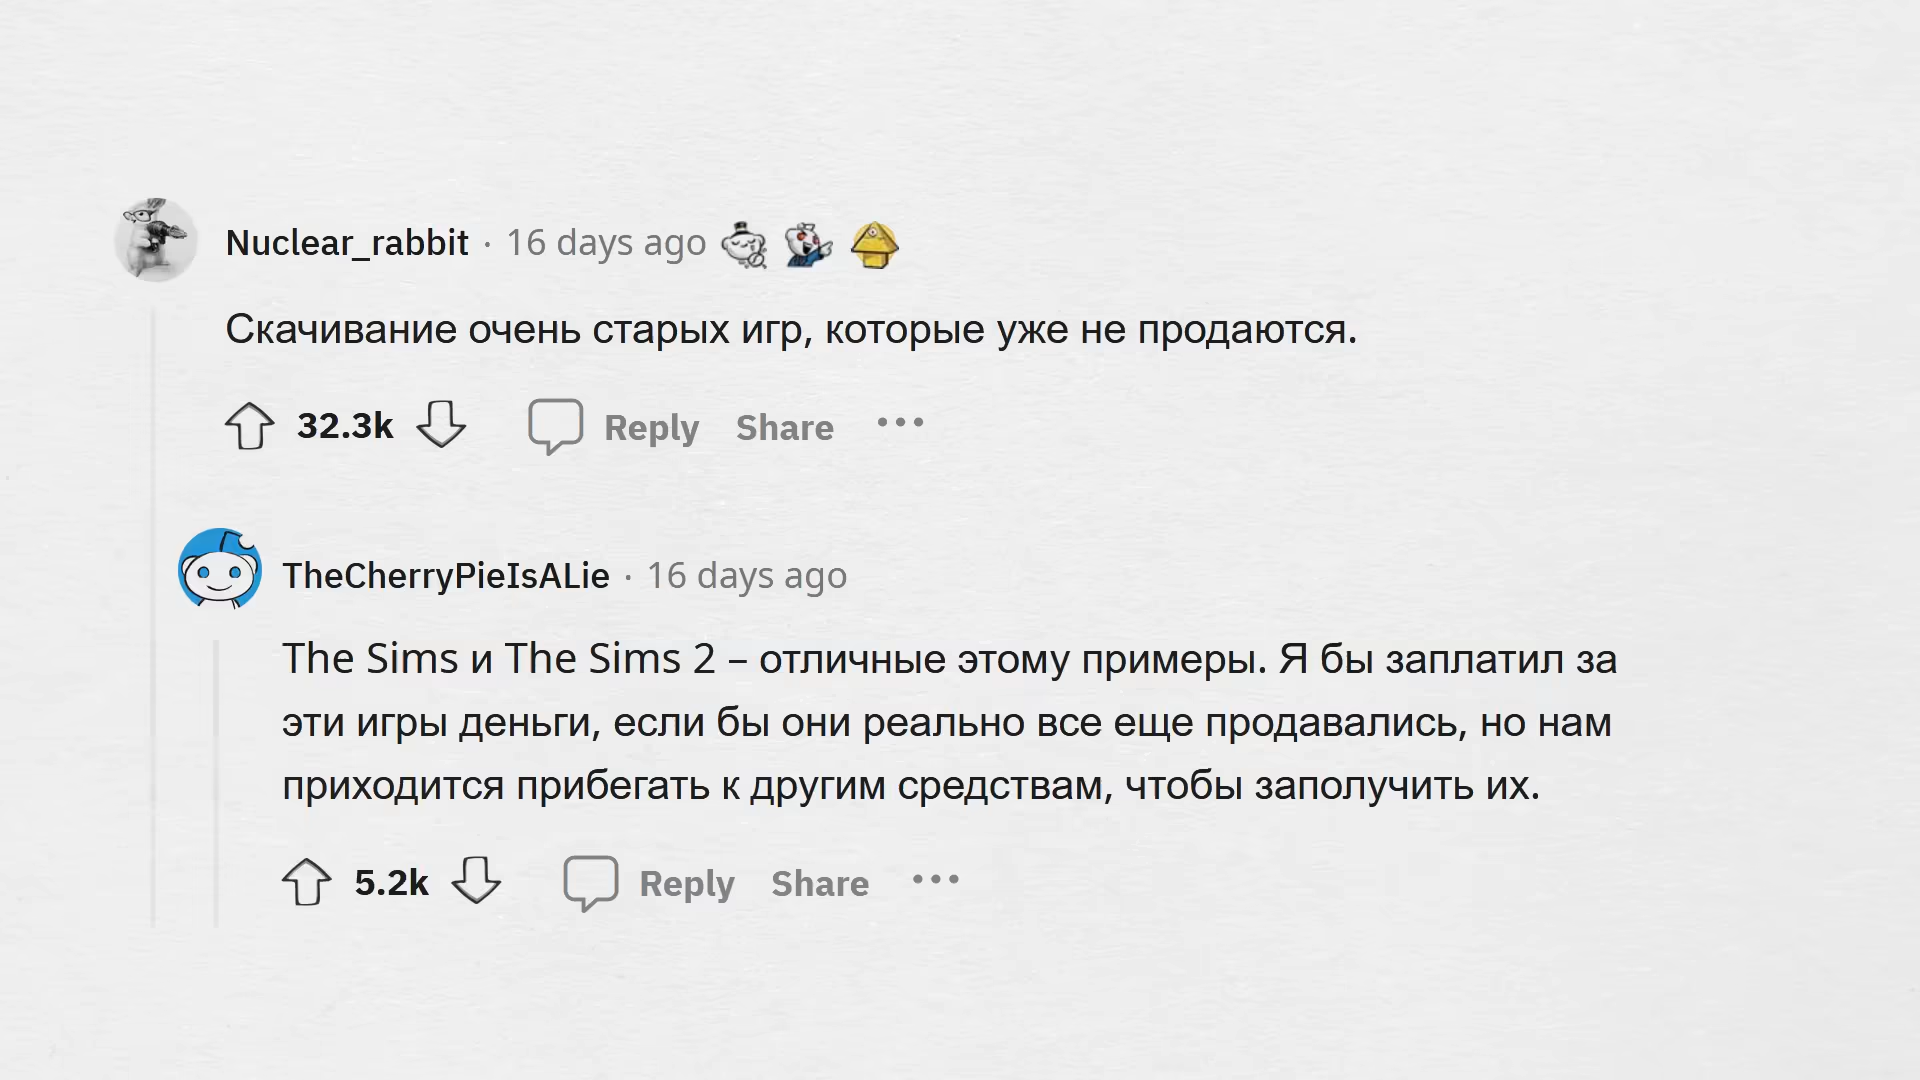 Nuclear_rabbit · 16 days ago
Скачивание очень старых игр, которые уже не продаются.
32.3k Reply Share •••
TheCherryPieIsALie · 16 days ago
The Sims и The Sims 2 – отличные этому примеры. Я бы заплатил за
эти игры деньги, если бы они реально все еще продавались, но нам
приходится прибегать к другим средствам, чтобы заполучить их.
5.2k Reply Share •••